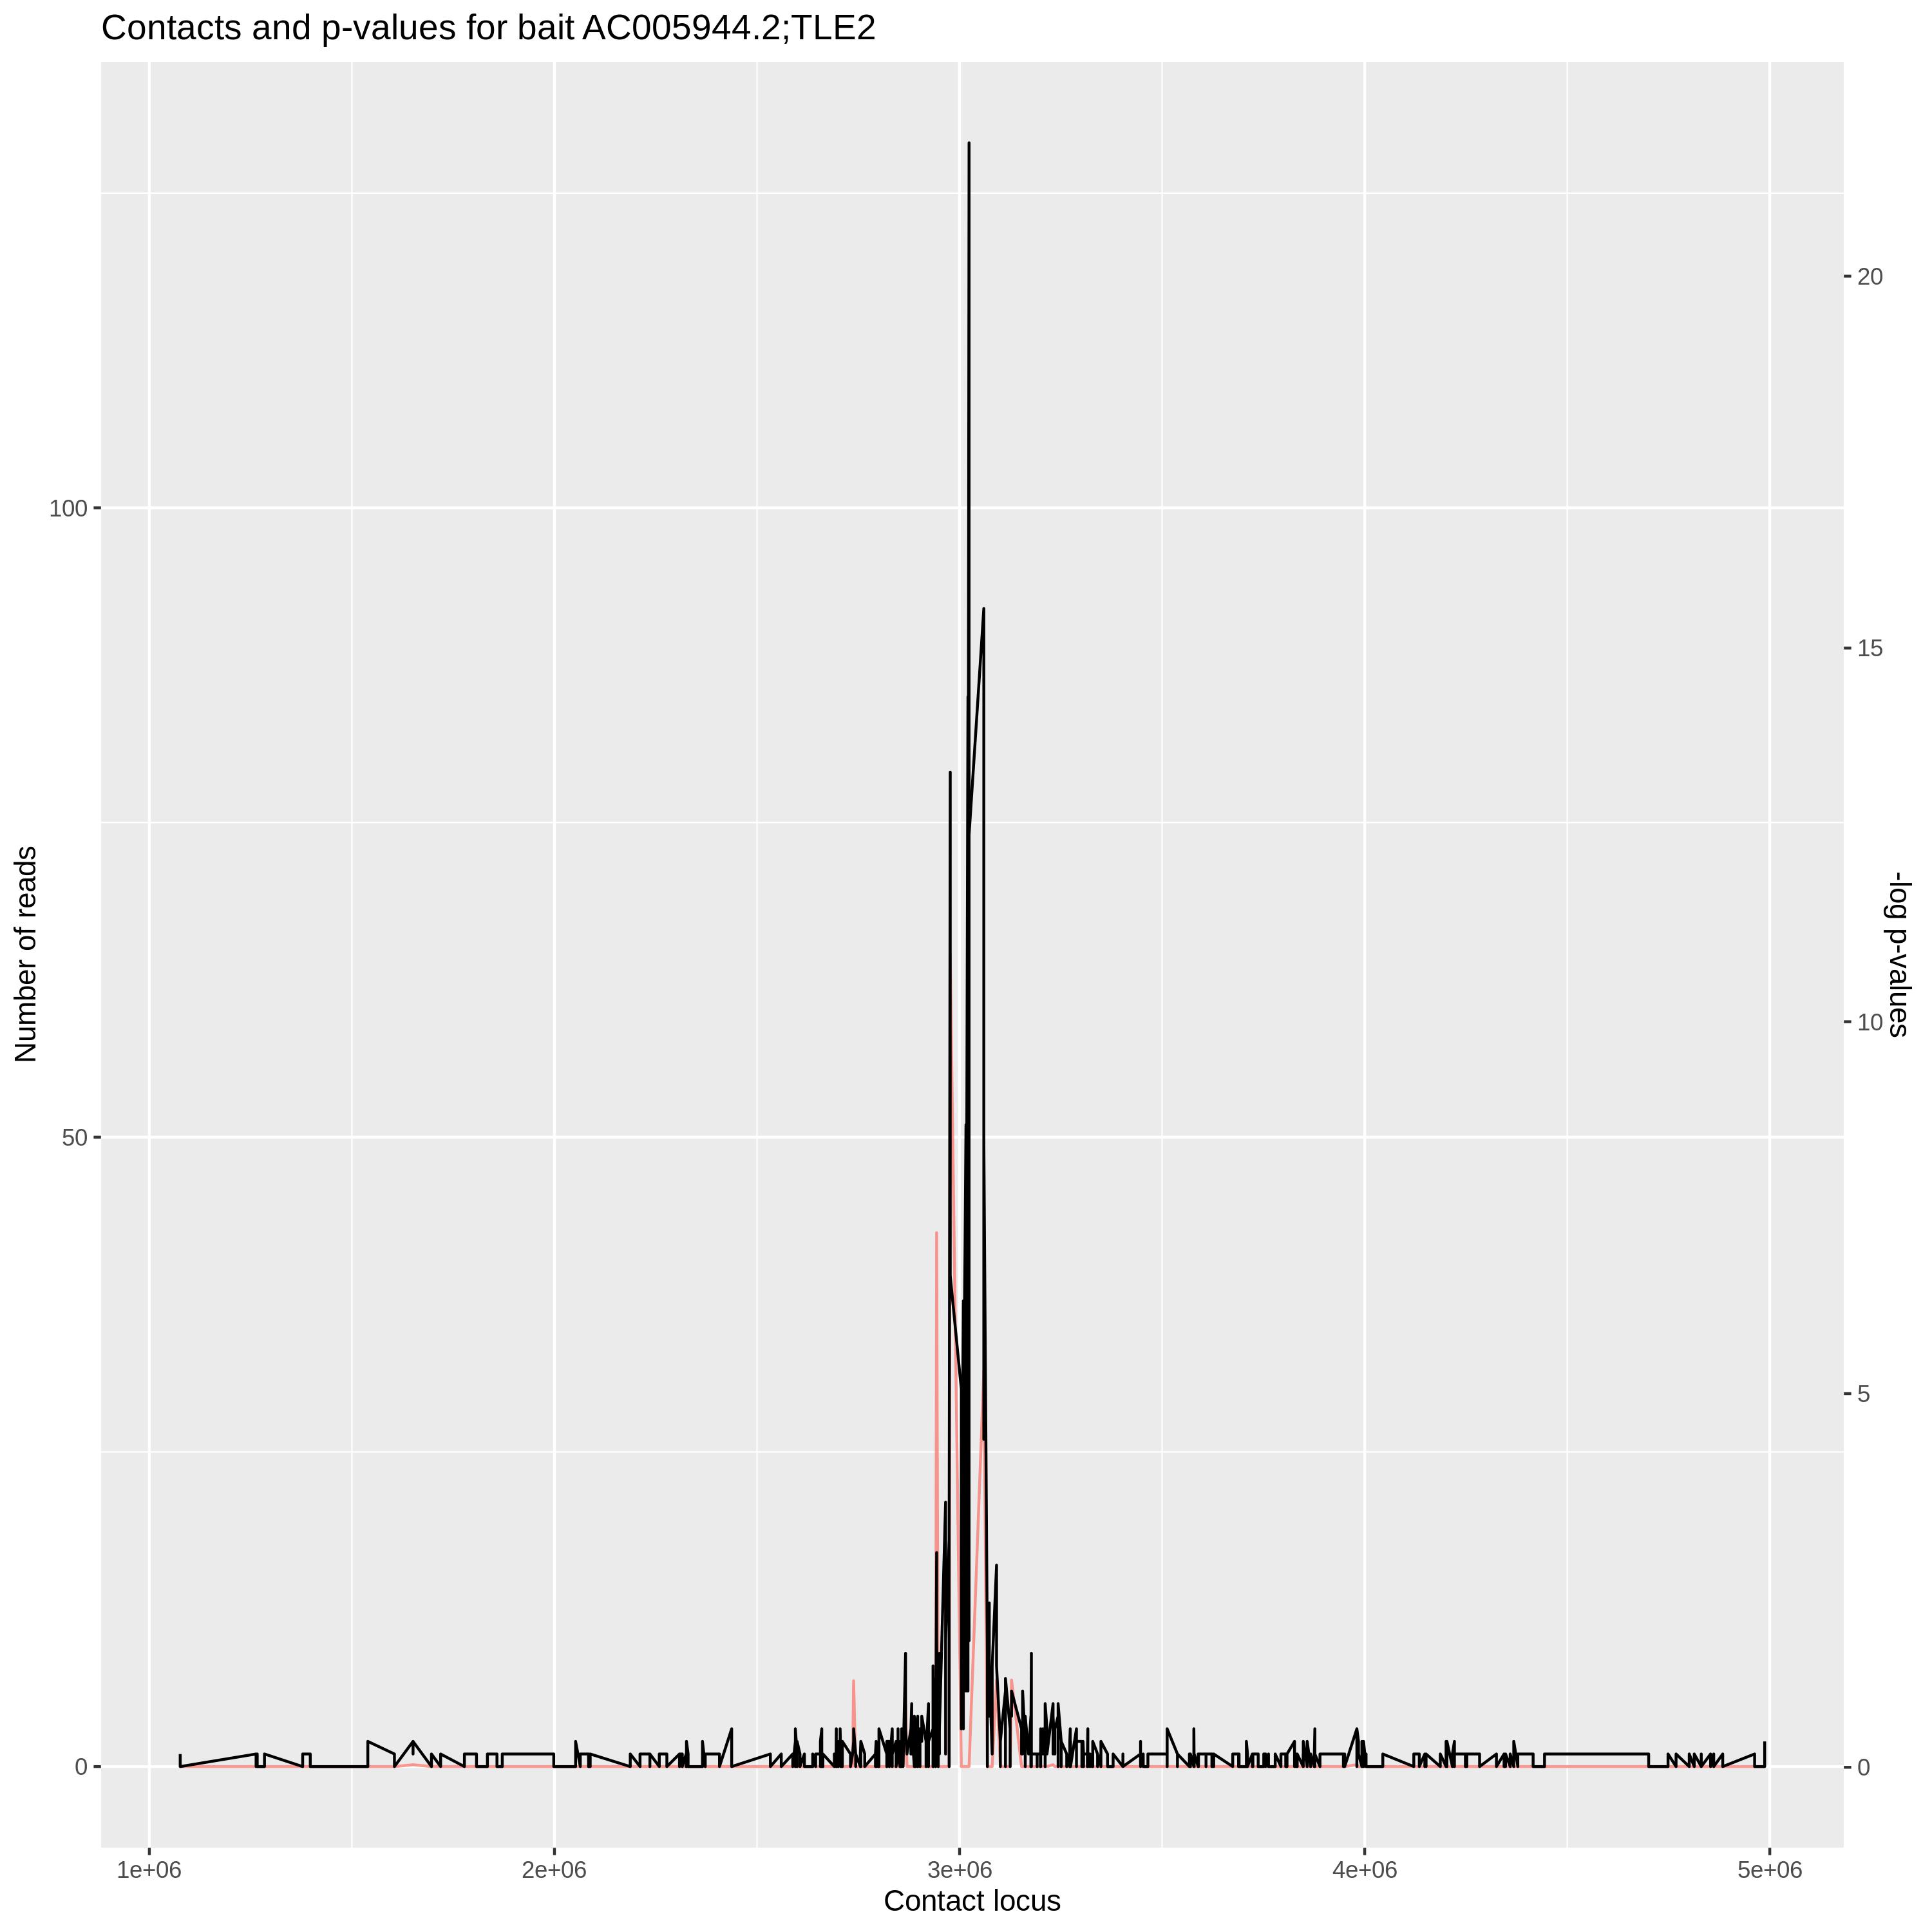 Contacts and p-values for bait AC005944.2;TLE2
Number of reads
100
50
0
20
15
10
5
0
-log p-values
1e+06
2e+06
3e+06
4e+06
5e+06
Contact locus